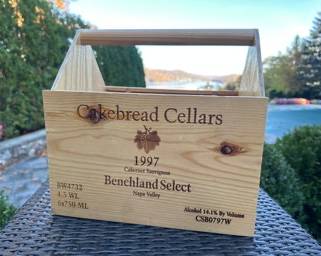 Cakebread Cellars
1997
Cabernet Sauvignon
Benchland Select
Napa Valley
BW4732
4.5 WL
6x750 ML
Alcohol 14.1% By Volume
CSB0797W